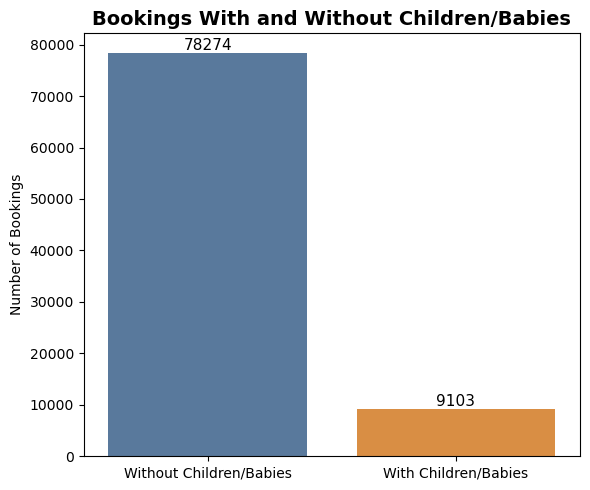 Bookings With and Without Children/Babies
Number of Bookings
80000
70000
60000
50000
40000
30000
20000
10000
0
78274
9103
Without Children/Babies
With Children/Babies